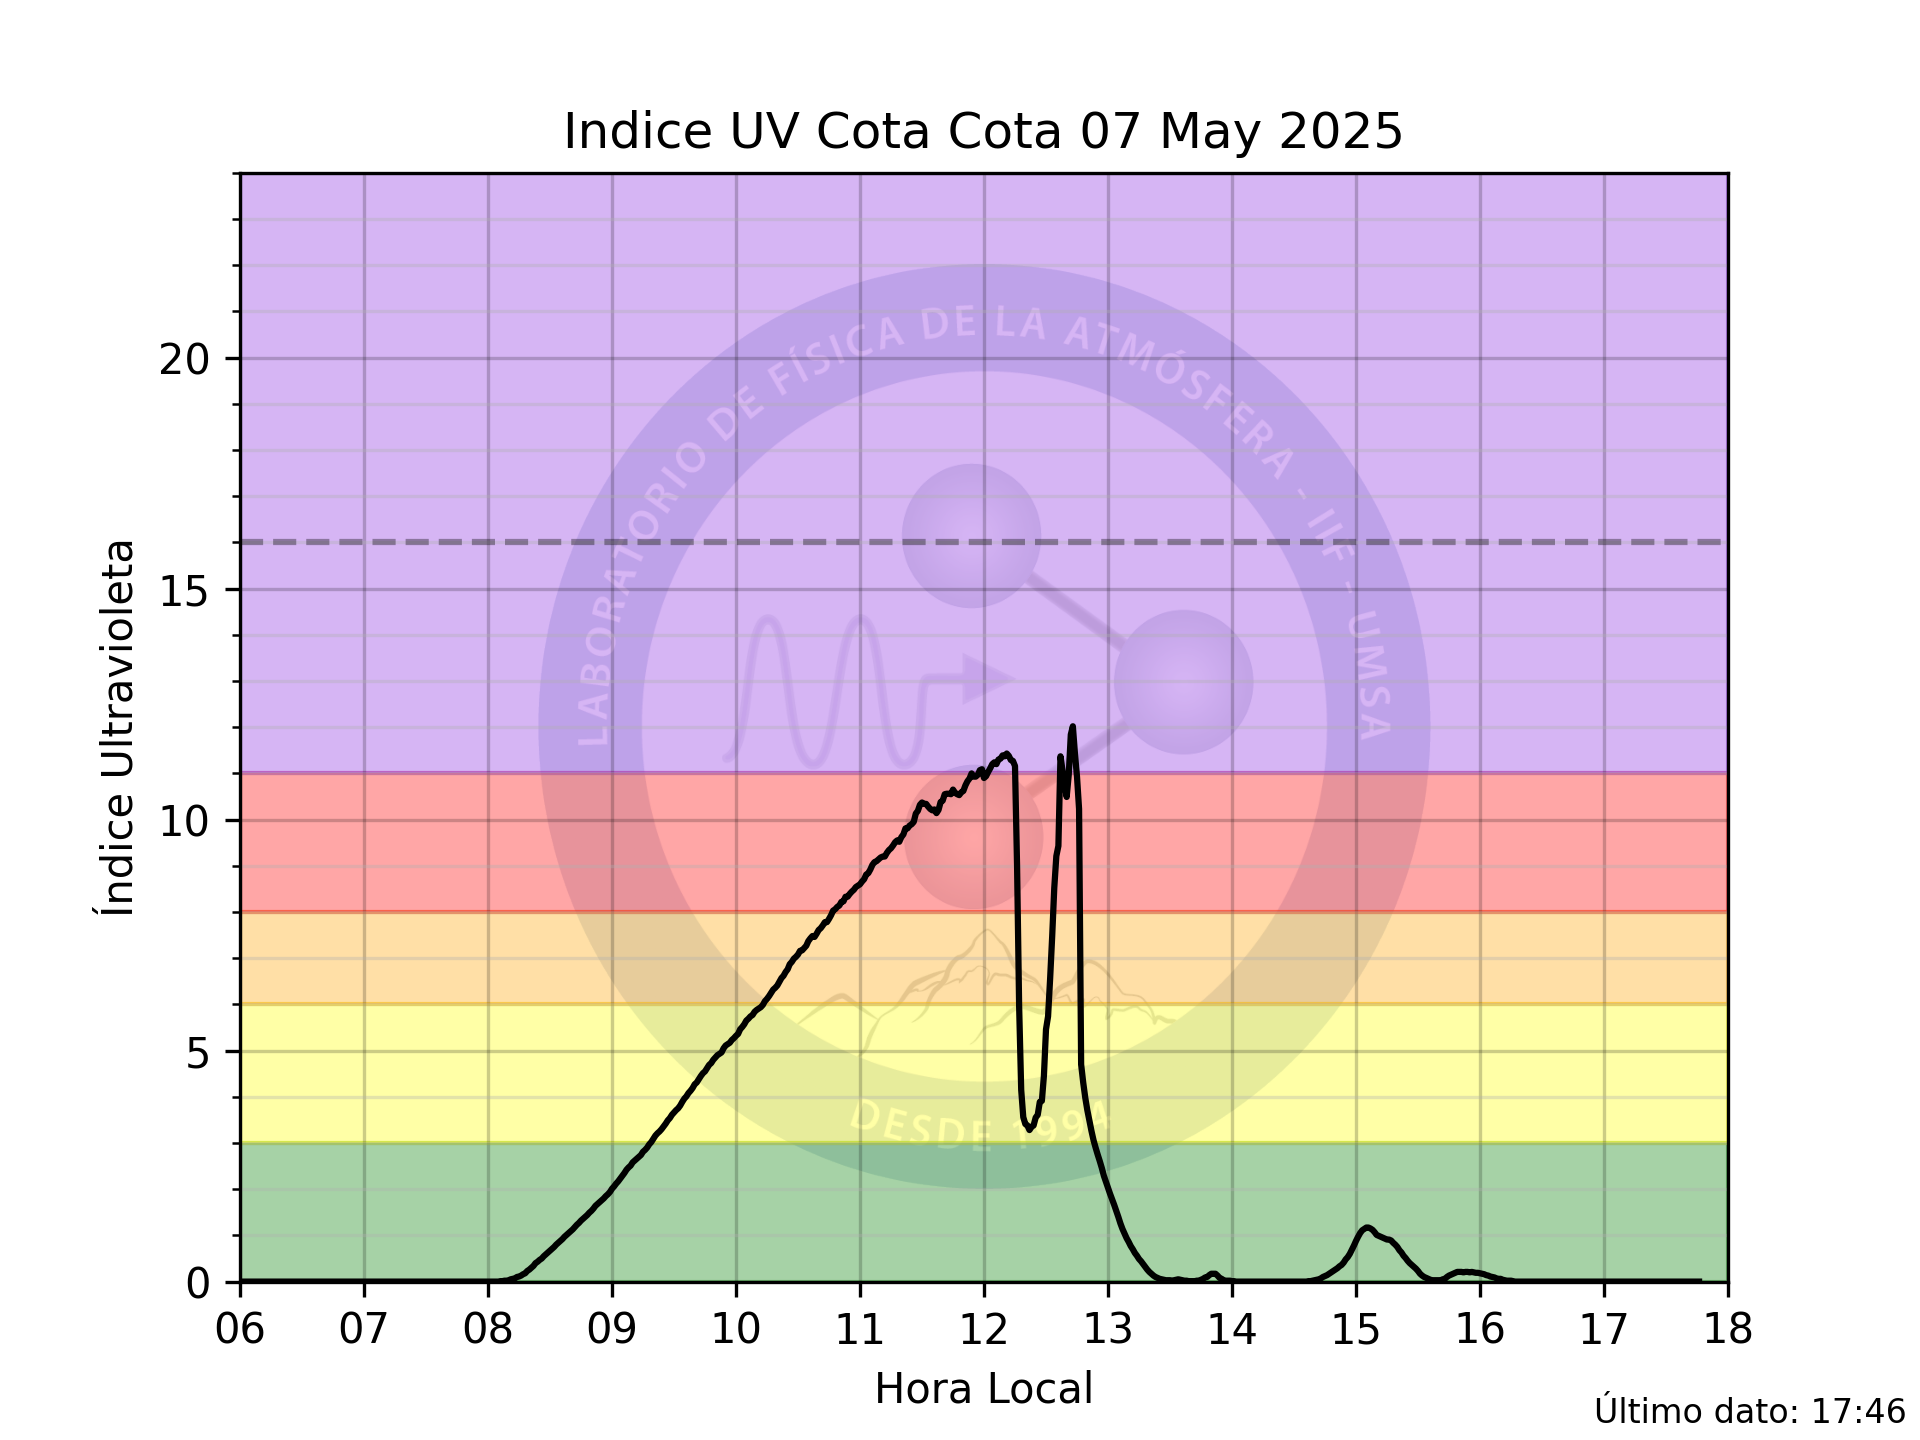 Indice UV Cota Cota 07 May 2025
Índice Ultravioleta
20
15
10
5
0
LABORATORIO DE FÍSICA DE LA ATMÓSFERA - IIF - UMSA
DESDE 1994
06 07 08 09 10 11 12 13 14 15 16 17 18
Hora Local
Último dato: 17:46